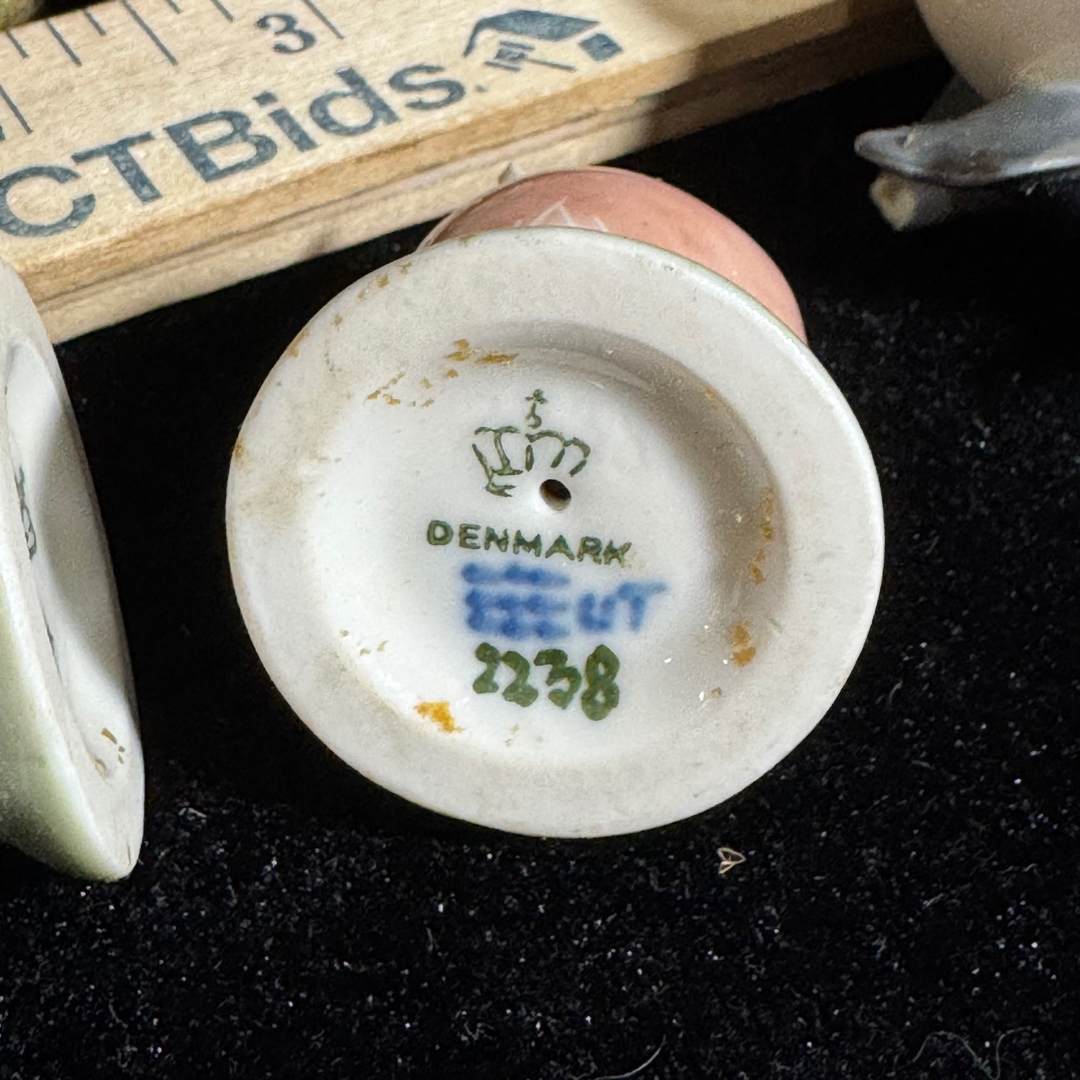 3
CTBids.
DENMARK
2238